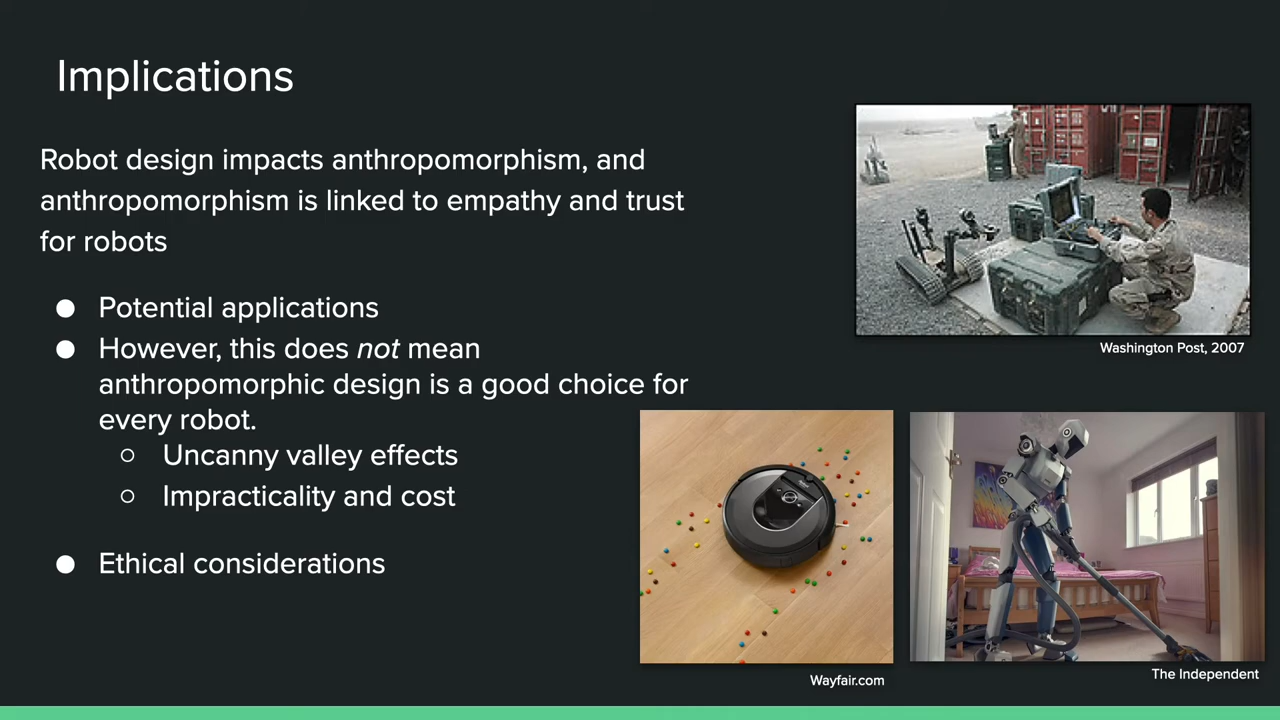 Implications
Robot design impacts anthropomorphism, and
anthropomorphism is linked to empathy and trust
for robots
● Potential applications
● However, this does not mean
anthropomorphic design is a good choice for
every robot.
○ Uncanny valley effects
○ Impracticality and cost
● Ethical considerations
Washington Post, 2007
Wayfair.com
The Independent